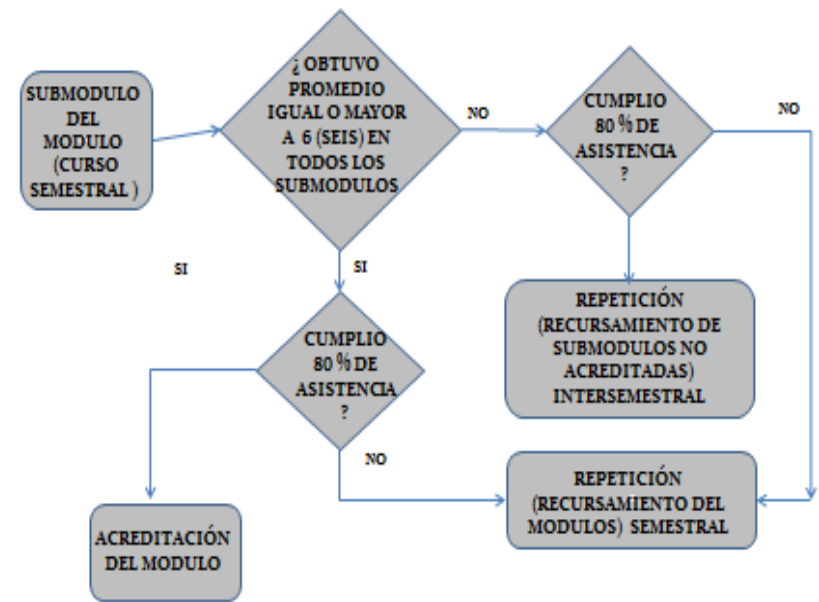 SUBMODULO
DEL
MODULO
(CURSO
SEMESTRAL )
¿ OBTUVO
PROMEDIO
IGUAL O MAYOR
A 6 (SEIS) EN
TODOS LOS
SUBMODULOS
NO
CUMPLIO
80 % DE
ASISTENCIA
?
NO
SI
SI
CUMPLIO
80 % DE
ASISTENCIA
?
REPETICIÓN
(RECURSAMIENTO DE
SUBMODULOS NO
ACREDITADAS)
INTERSEMESTRAL
NO
REPETICIÓN
(RECURSAMIENTO DEL
MODULOS) SEMESTRAL
ACREDITACIÓN
DEL MODULO